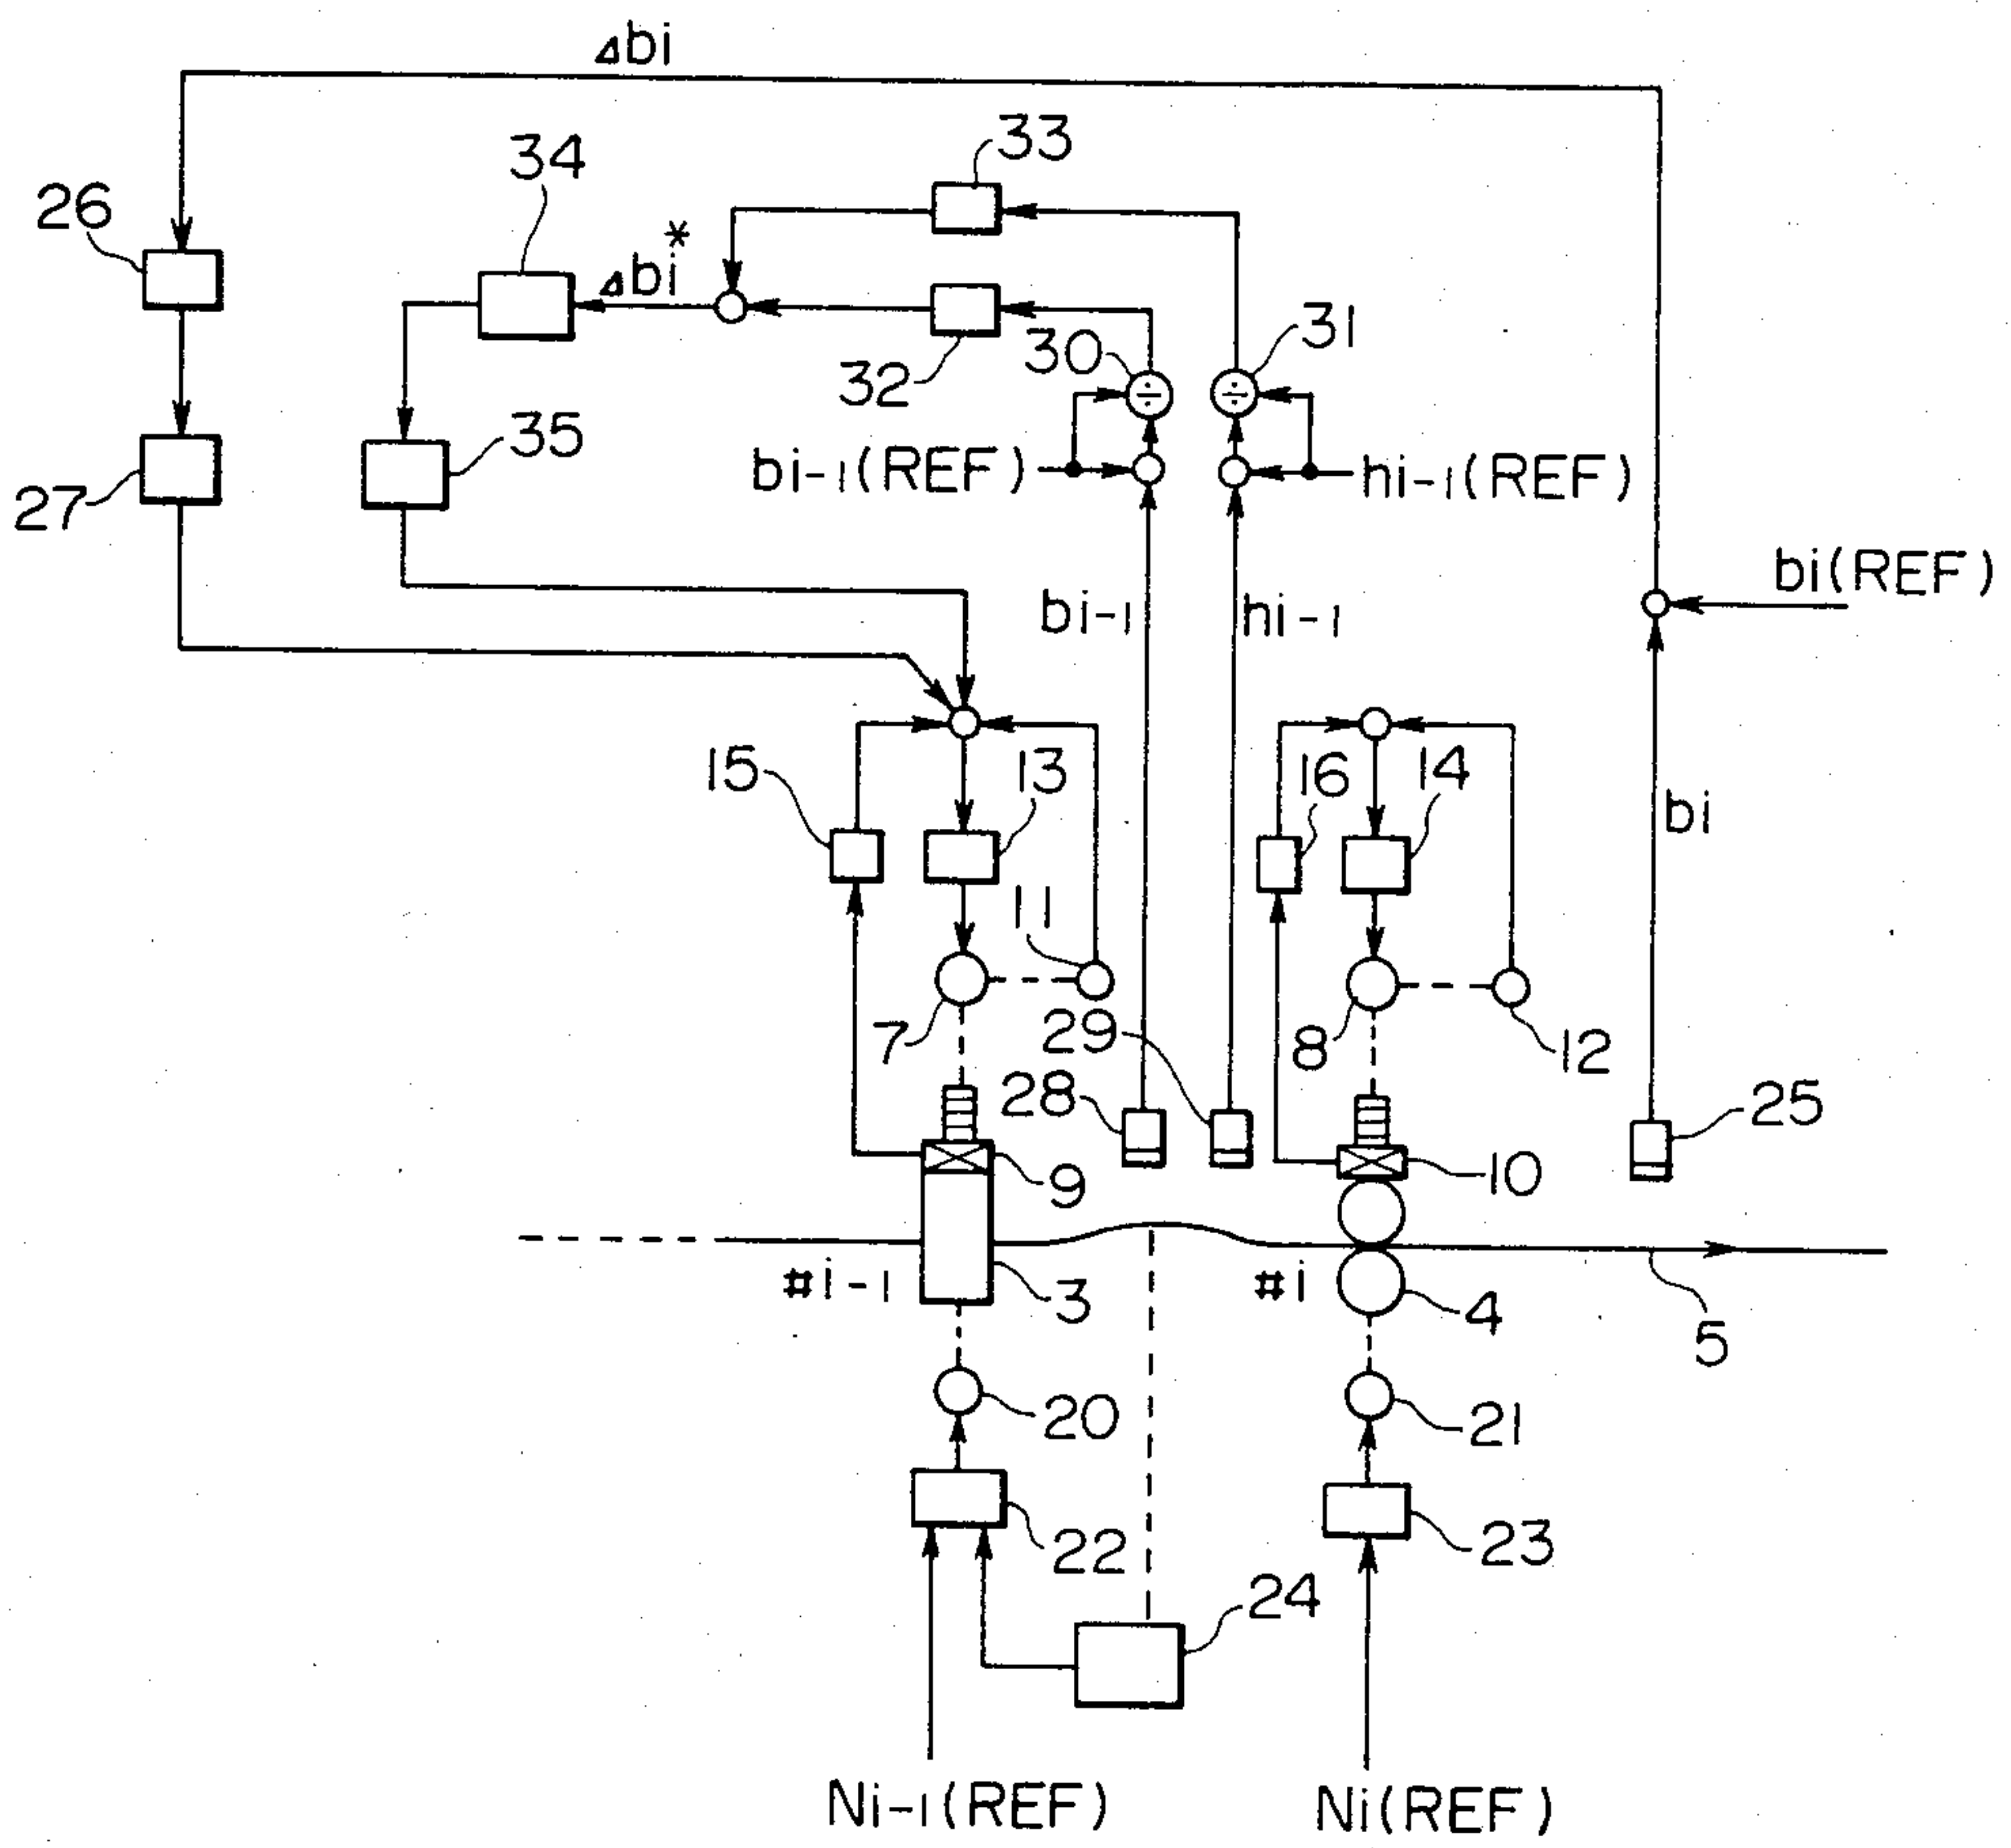 ⊿bi
33
34
26
⊿bi*
31
30
32
35
bi-1(REF)
hi-1(REF)
27
bi(REF)
bi-1
hi-1
15
13
16
14
bi
11
7
29
8
12
28
25
9
10
#i-1
3
#i
4
5
20
21
22
23
24
Ni-1(REF)
Ni(REF)